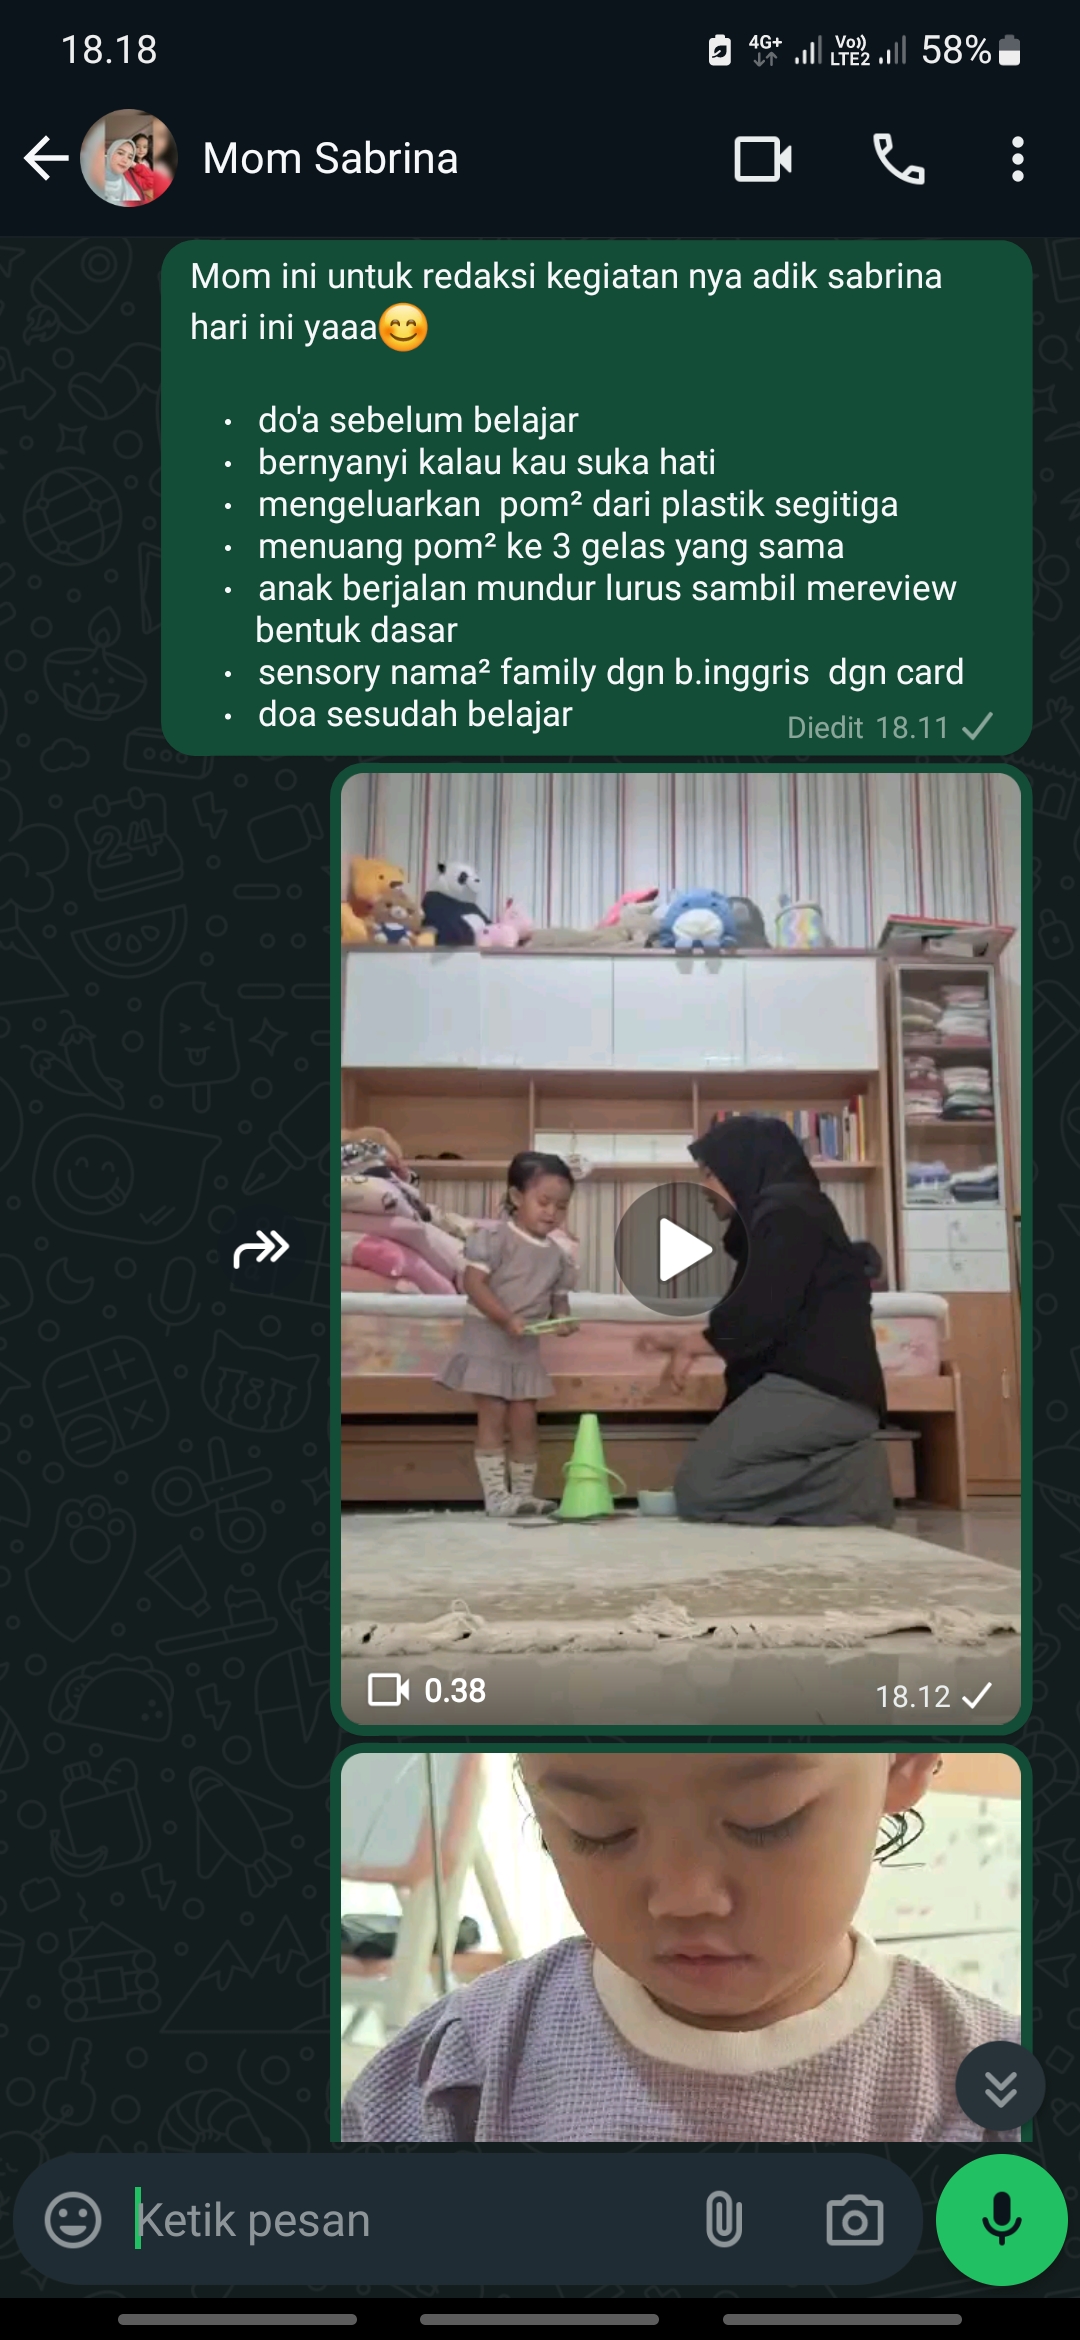 18.18
4G+
Vo))
LTE2
58%
Mom Sabrina
Mom ini untuk redaksi kegiatan nya adik sabrina
hari ini yaaa😊
• do'a sebelum belajar
• bernyanyi kalau kau suka hati
• mengeluarkan  pom² dari plastik segitiga
• menuang pom² ke 3 gelas yang sama
• anak berjalan mundur lurus sambil mereview
bentuk dasar
• sensory nama² family dgn b.inggris  dgn card
• doa sesudah belajar
Diedit 18.11
0.38
18.12
Ketik pesan